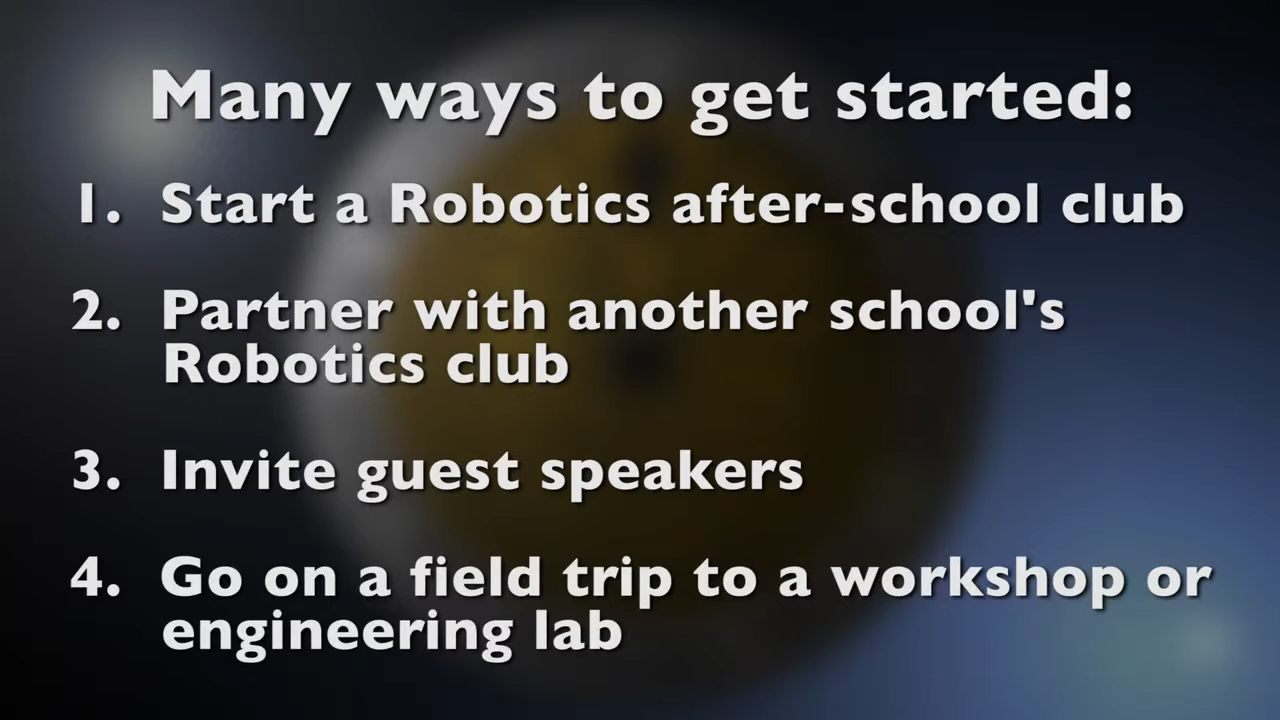 Many ways to get started:
1. Start a Robotics after-school club
2. Partner with another school's
Robotics club
3. Invite guest speakers
4. Go on a field trip to a workshop or
engineering lab